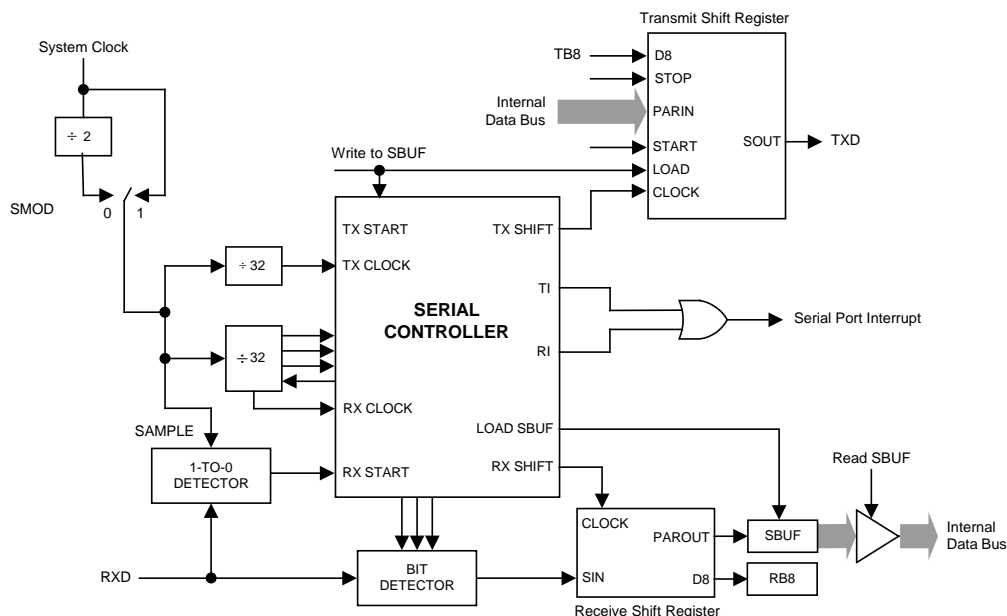 Transmit Shift Register
System Clock
TB8
D8
STOP
Internal
Data Bus
PARIN
÷ 2
START
SOUT
TXD
Write to SBUF
LOAD
CLOCK
SMOD
0
1
TX START
TX SHIFT
÷ 32
TX CLOCK
TI
SERIAL
CONTROLLER
Serial Port Interrupt
÷ 32
RI
RX CLOCK
SAMPLE
LOAD SBUF
1-TO-0
DETECTOR
RX START
RX SHIFT
Read SBUF
CLOCK
PAROUT
SBUF
Internal
Data Bus
RXD
BIT
DETECTOR
SIN
D8
RB8
Receive Shift Register